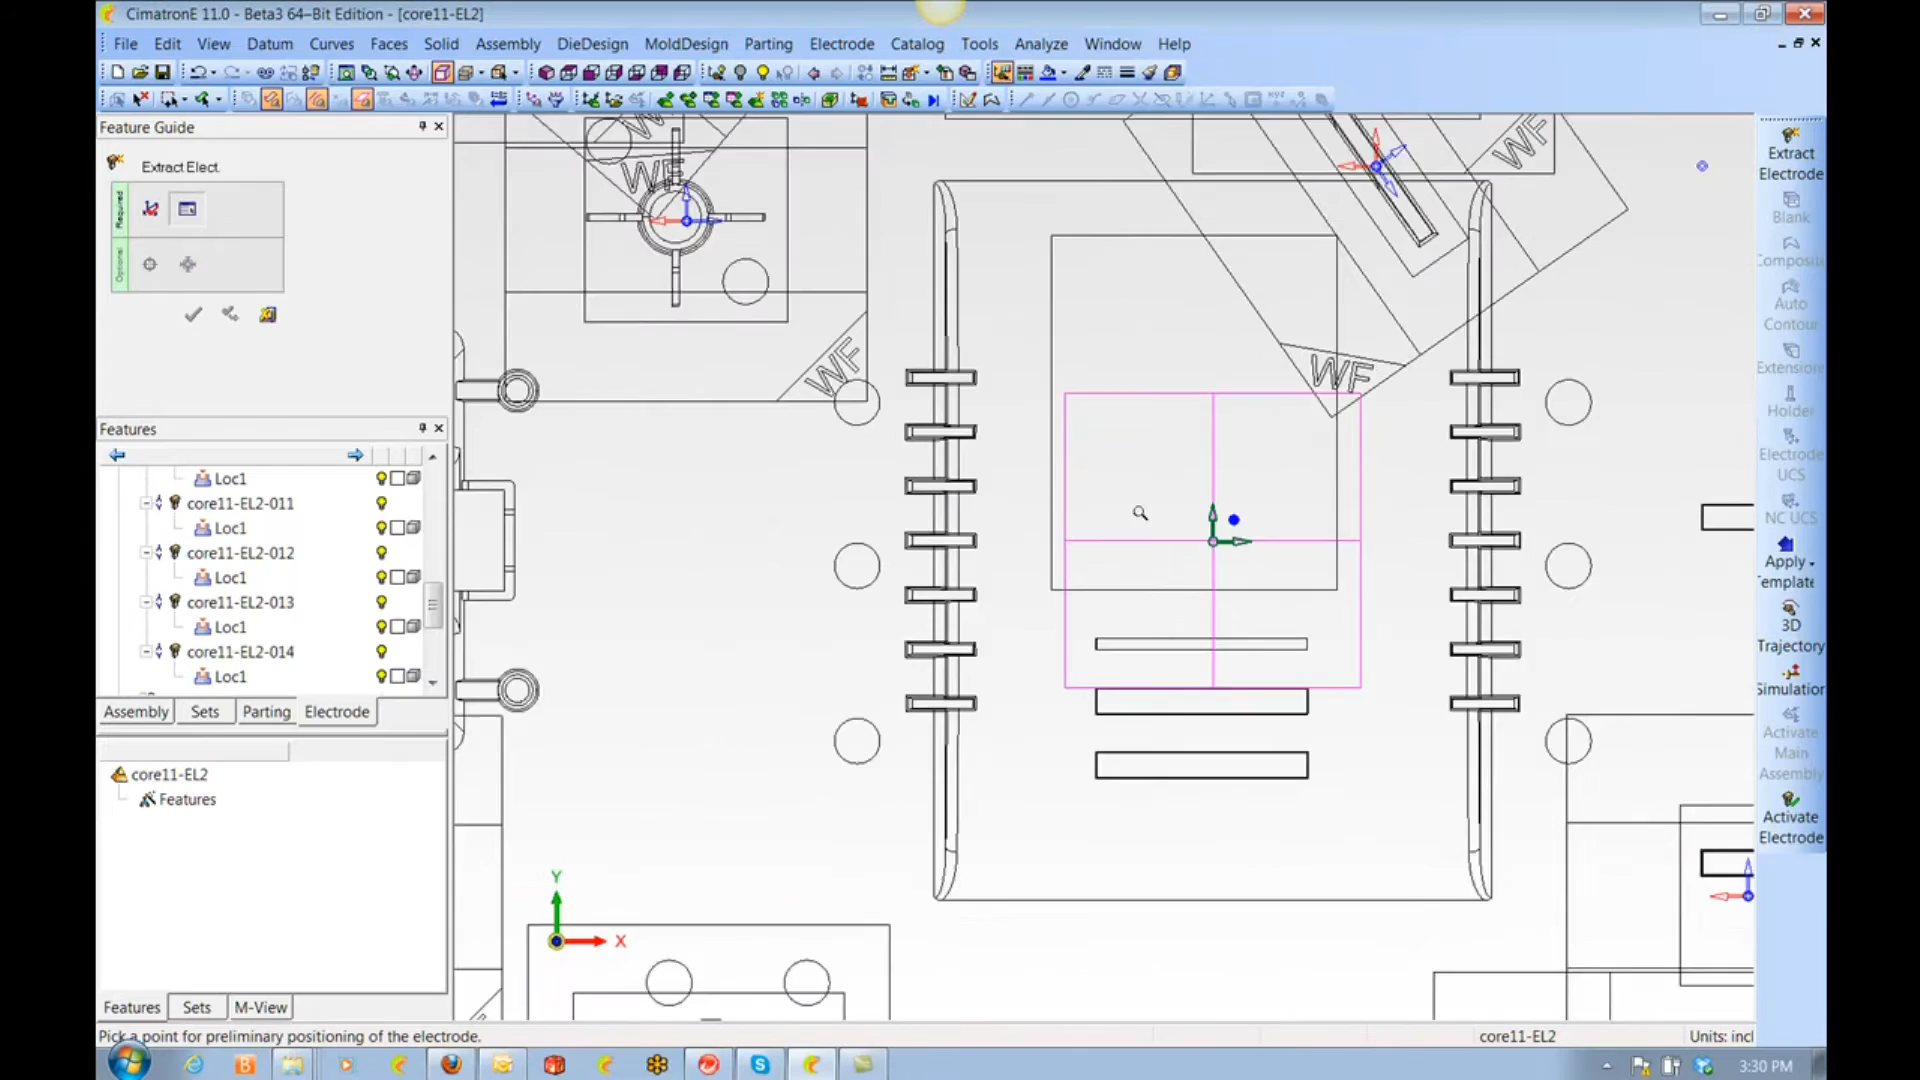 CimatronE 11.0 - Beta3 64-Bit Edition - [core11-EL2]
File Edit View Datum Curves Faces Solid Assembly DieDesign MoldDesign Parting Electrode Catalog Tools Analyze Window Help
Feature Guide
Extract Elect.
Required
Optional
Features
Loc1
core11-EL2-011
Loc1
core11-EL2-012
Loc1
core11-EL2-013
Loc1
core11-EL2-014
Loc1
Assembly Sets Parting Electrode
core11-EL2
Features
Features Sets M-View
WF
WF
WF
WF
WF
Y
X
Extract
Electrode
Blank
Composit
Auto
Contour
Extension
Holder
Electrode
UCS
NC UCS
Apply
Template
3D
Trajectory
Simulation
Activate
Main
Assembly
Activate
Electrode
Pick a point for preliminary positioning of the electrode.
core11-EL2
Units: incl
3:30 PM